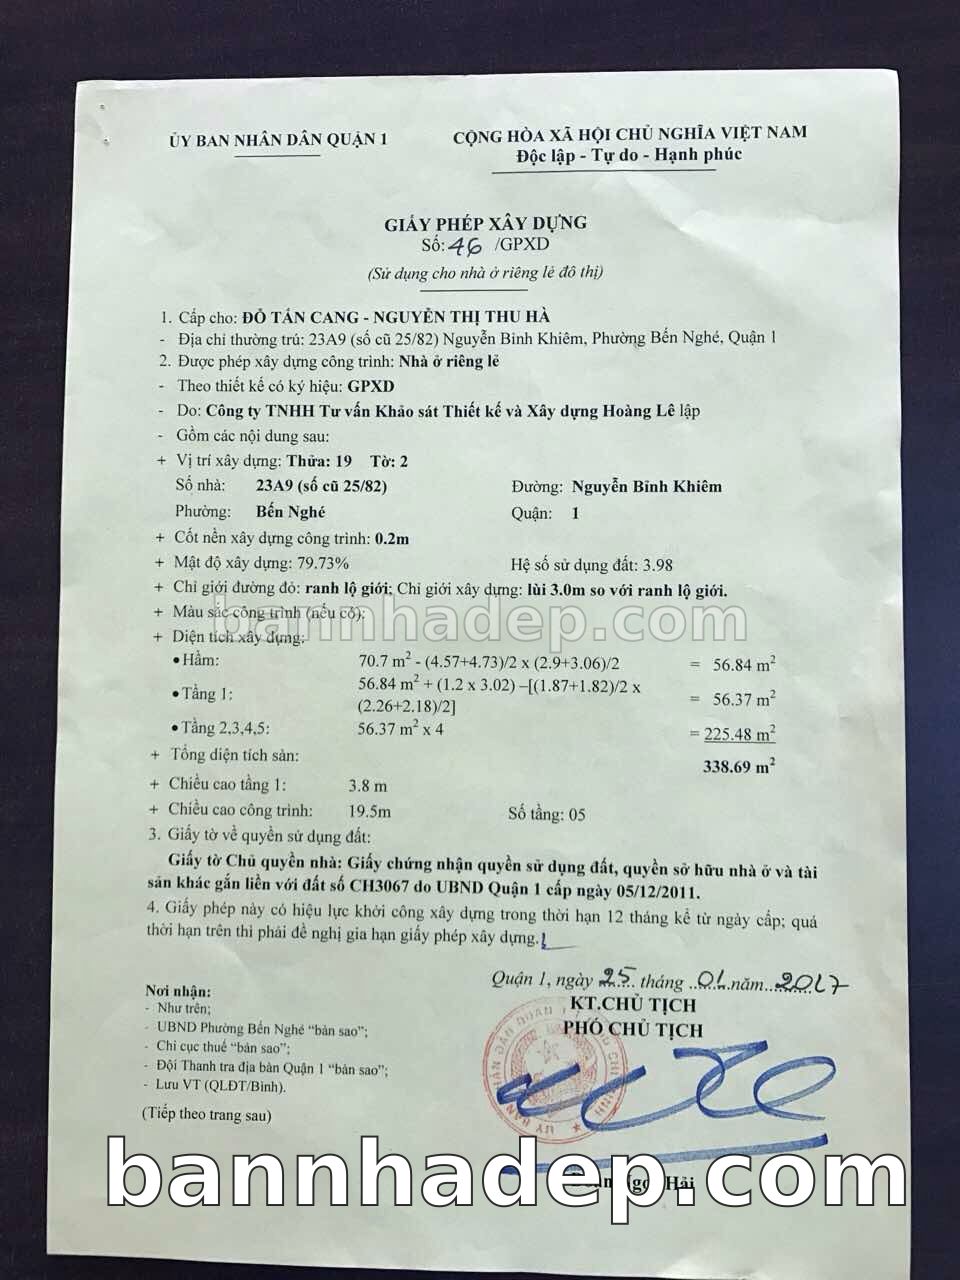 ỦY BAN NHÂN DÂN QUẬN 1
CỘNG HÒA XÃ HỘI CHỦ NGHĨA VIỆT NAM
Độc lập - Tự do - Hạnh phúc
GIẤY PHÉP XÂY DỰNG
Số: 46 /GPXD
(Sử dụng cho nhà ở riêng lẻ đô thị)
1. Cấp cho: ĐỖ TẤN CANG - NGUYỄN THỊ THU HÀ
- Địa chỉ thường trú: 23A9 (số cũ 25/82) Nguyễn Bỉnh Khiêm, Phường Bến Nghé, Quận 1
2. Được phép xây dựng công trình: Nhà ở riêng lẻ
- Theo thiết kế có ký hiệu: GPXD
- Do: Công ty TNHH Tư vấn Khảo sát Thiết kế và Xây dựng Hoàng Lê lập
- Gồm các nội dung sau:
+ Vị trí xây dựng: Thửa: 19 Tờ: 2
Số nhà: 23A9 (số cũ 25/82) Đường: Nguyễn Bỉnh Khiêm
Phường: Bến Nghé Quận: 1
+ Cốt nền xây dựng công trình: 0.2m
+ Mật độ xây dựng: 79.73% Hệ số sử dụng đất: 3.98
+ Chỉ giới đường đỏ: ranh lộ giới; Chỉ giới xây dựng: lùi 3.0m so với ranh lộ giới.
+ Màu sắc công trình (nếu có):
bannhadep.com
+ Diện tích xây dựng:
• Hầm: 70.7 m² - (4.57+4.73)/2 x (2.9+3.06)/2 = 56.84 m²
• Tầng 1: 56.84 m² + (1.2 x 3.02) –[(1.87+1.82)/2 x
(2.26+2.18)/2] = 56.37 m²
• Tầng 2,3,4,5: 56.37 m² x 4 = 225.48 m²
+ Tổng diện tích sàn: 338.69 m²
+ Chiều cao tầng 1: 3.8 m
+ Chiều cao công trình: 19.5m Số tầng: 05
3. Giấy tờ về quyền sử dụng đất:
Giấy tờ Chủ quyền nhà: Giấy chứng nhận quyền sử dụng đất, quyền sở hữu nhà ở và tài
sản khác gắn liền với đất số CH3067 do UBND Quận 1 cấp ngày 05/12/2011.
4. Giấy phép này có hiệu lực khởi công xây dựng trong thời hạn 12 tháng kể từ ngày cấp; quá
thời hạn trên thì phải đề nghị gia hạn giấy phép xây dựng.
Quận 1, ngày 25 tháng 01 năm 2017
KT.CHỦ TỊCH
PHÓ CHỦ TỊCH
Nơi nhận:
- Như trên;
- UBND Phường Bến Nghé “bản sao”;
- Chi cục thuế “bản sao”;
- Đội Thanh tra địa bàn Quận 1 “bản sao”;
- Lưu VT (QLĐT/Bình).
(Tiếp theo trang sau)
bannhadep.com
Hải